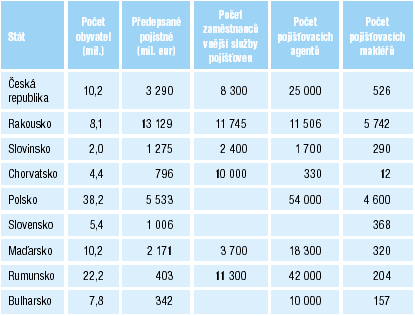 Stát Počet obyvatel (mil.) Předepsané pojistné (mil. eur) Počet zaměstnanců vnější služby pojišťoven Počet pojišťovacích agentů Počet pojišťovacích makléřů
Česká republika 10,2 3 290 8 300 25 000 526
Rakousko 8,1 13 129 11 745 11 506 5 742
Slovinsko 2,0 1 275 2 400 1 700 290
Chorvatsko 4,4 796 10 000 330 12
Polsko 38,2 5 533 54 000 4 600
Slovensko 5,4 1 006 368
Maďarsko 10,2 2 171 3 700 18 300 320
Rumunsko 22,2 403 11 300 42 000 204
Bulharsko 7,8 342 10 000 157